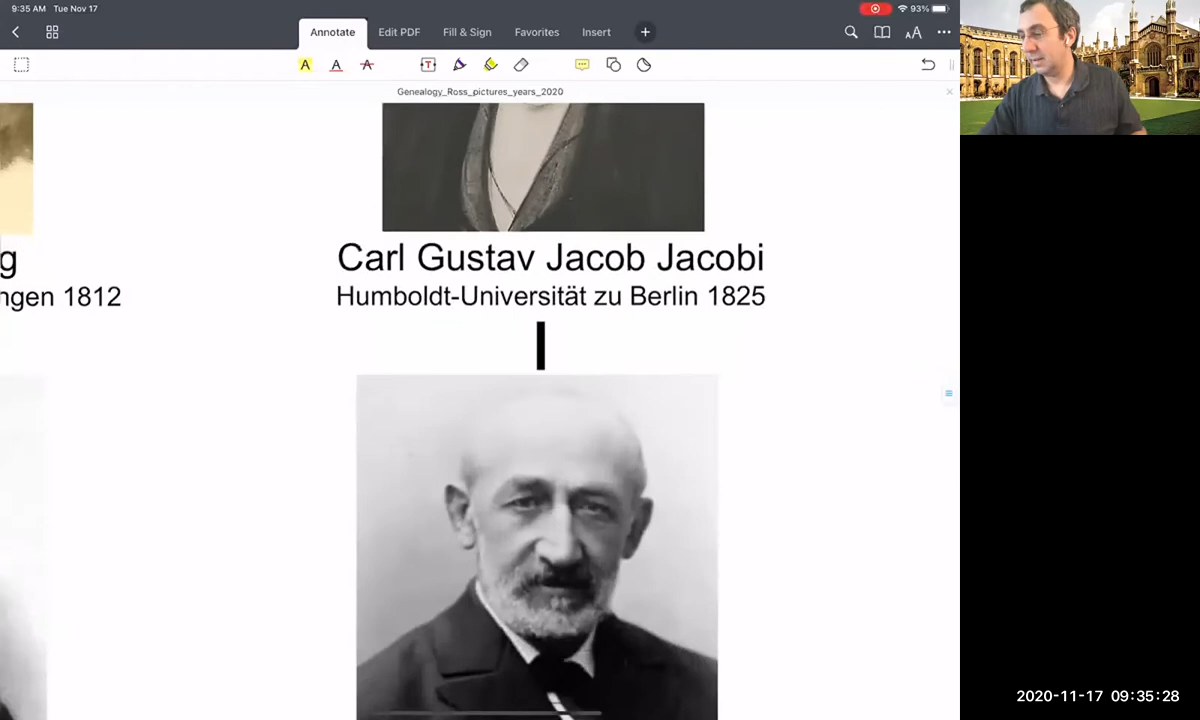 9:35 AM Tue Nov 17
93%
Annotate Edit PDF Fill & Sign Favorites Insert +
A A A T
AA
Genealogy_Ross_pictures_years_2020
g
ngen 1812
Carl Gustav Jacob Jacobi
Humboldt-Universität zu Berlin 1825
2020-11-17 09:35:28